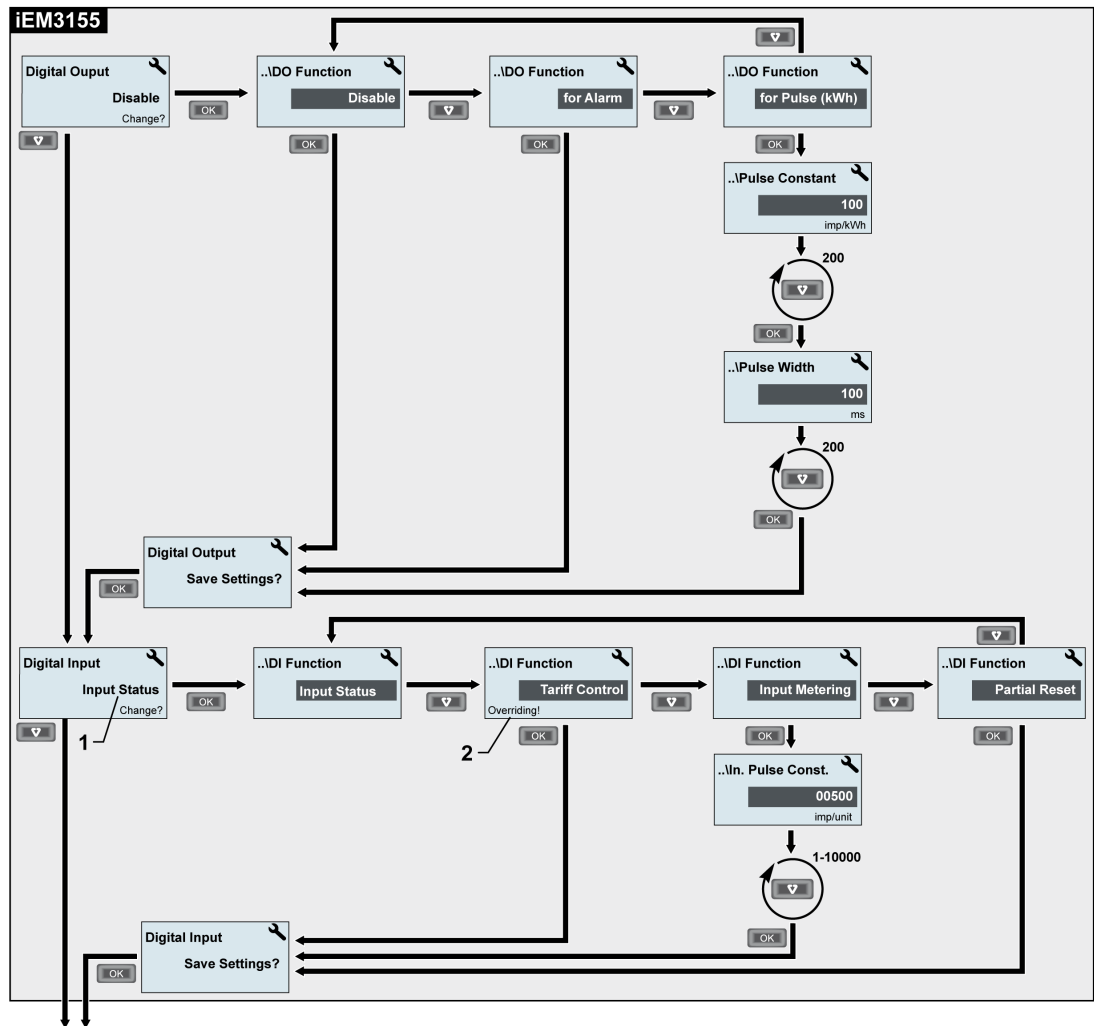 iEM3155
Digital Ouput
Disable
Change?
OK
..\DO Function
Disable
..\DO Function
for Alarm
..\DO Function
for Pulse (kWh)
OK
OK
OK
..\Pulse Constant
100
imp/kWh
200
OK
..\Pulse Width
100
ms
200
OK
Digital Output
Save Settings?
OK
Digital Input
Input Status
Change?
1
OK
..\DI Function
Input Status
..\DI Function
Tariff Control
Overriding!
2
OK
..\DI Function
Input Metering
OK
..\DI Function
Partial Reset
OK
..\In. Pulse Const.
00500
imp/unit
1-10000
OK
Digital Input
Save Settings?
OK